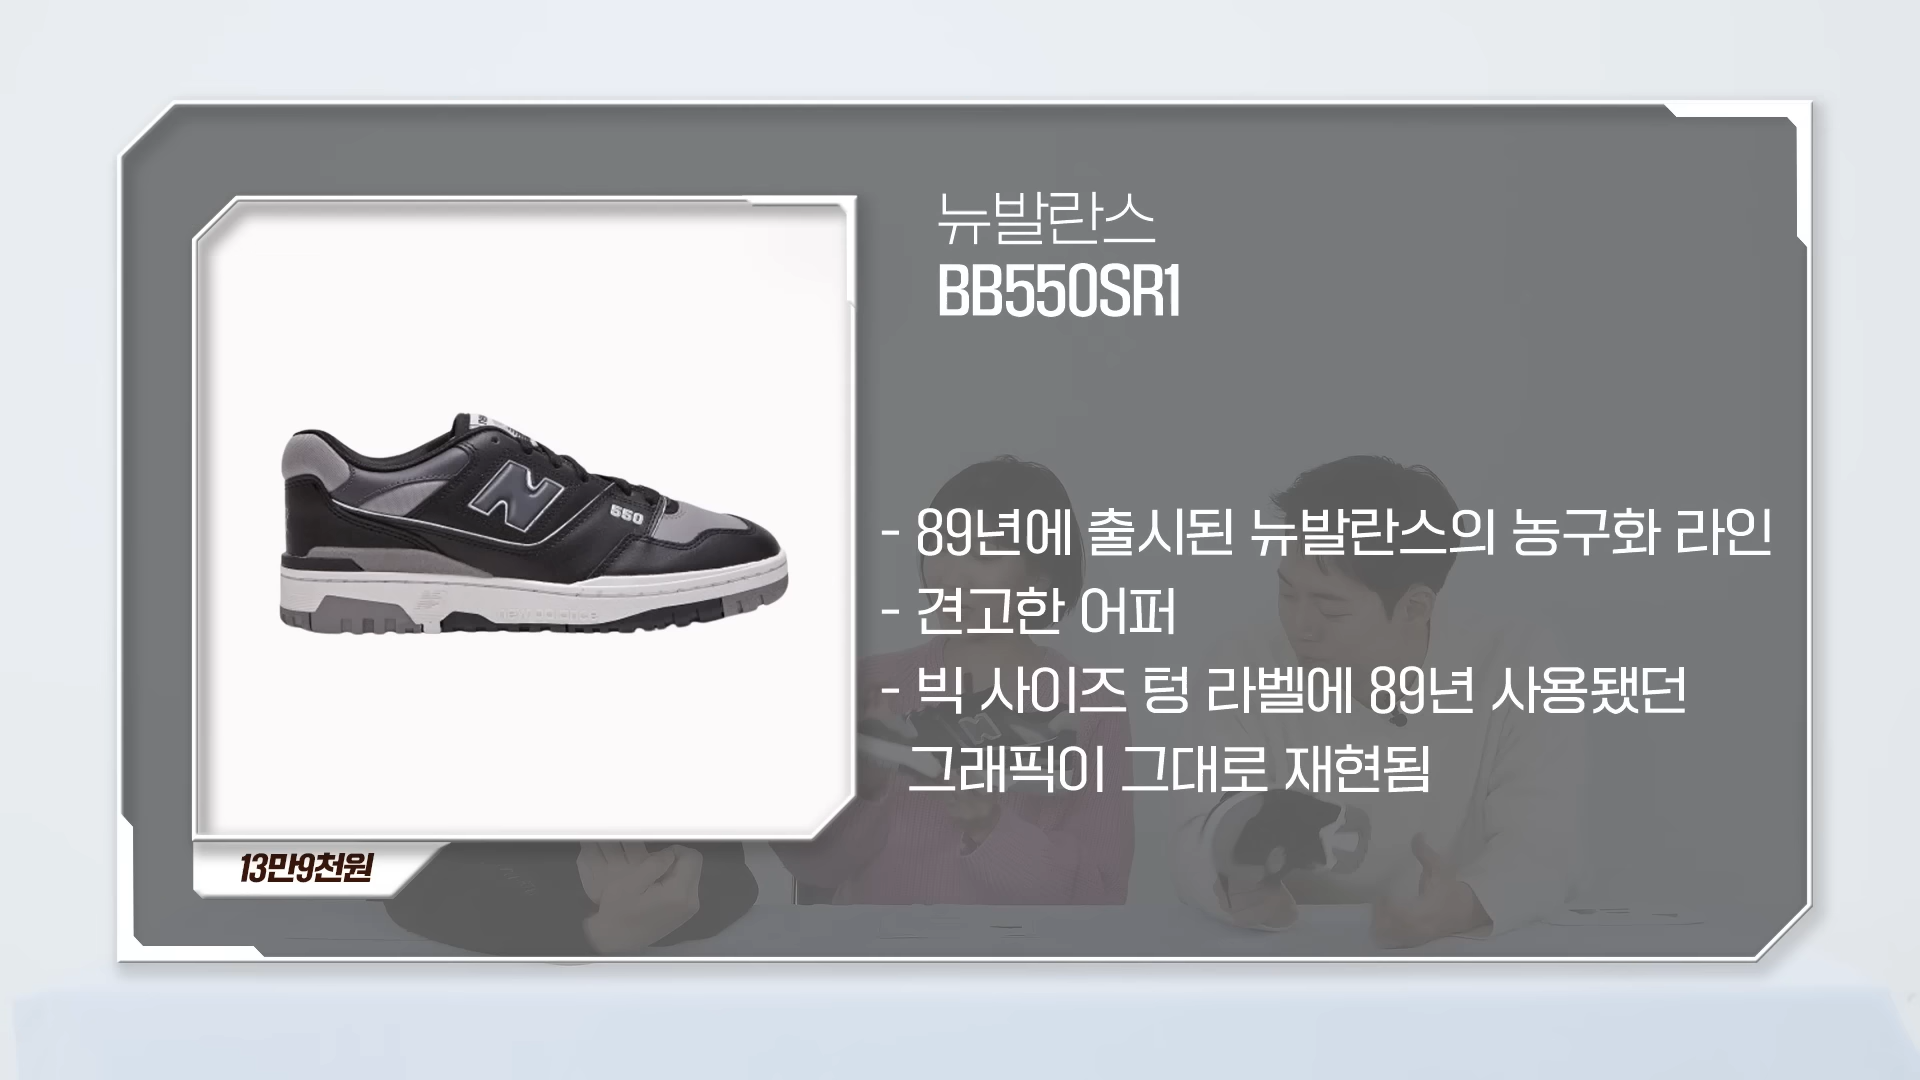 뉴발란스
BB550SR1
550
- 89년에 출시된 뉴발란스의 농구화 라인
- 견고한 어퍼
- 빅 사이즈 텅 라벨에 89년 사용됐던
그래픽이 그대로 재현됨
13만9천원